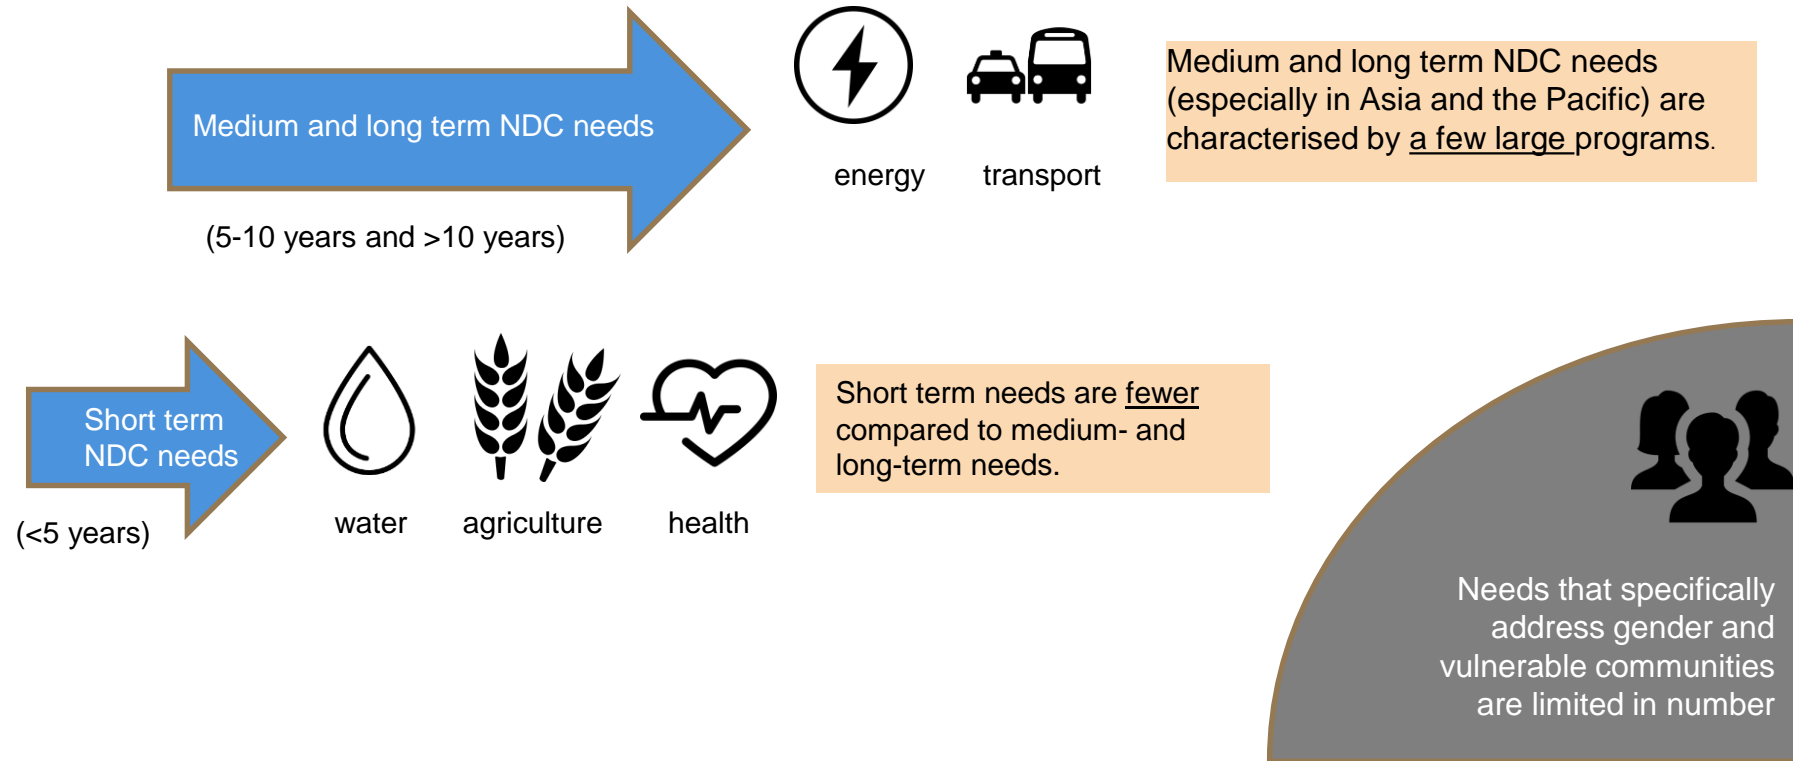 Medium and long term NDC needs
(5-10 years and >10 years)
energy
transport
Medium and long term NDC needs
(especially in Asia and the Pacific) are
characterised by a few large programs.
Short term
NDC needs
(<5 years)
water
agriculture
health
Short term needs are fewer
compared to medium- and
long-term needs.
Needs that specifically
address gender and
vulnerable communities
are limited in number